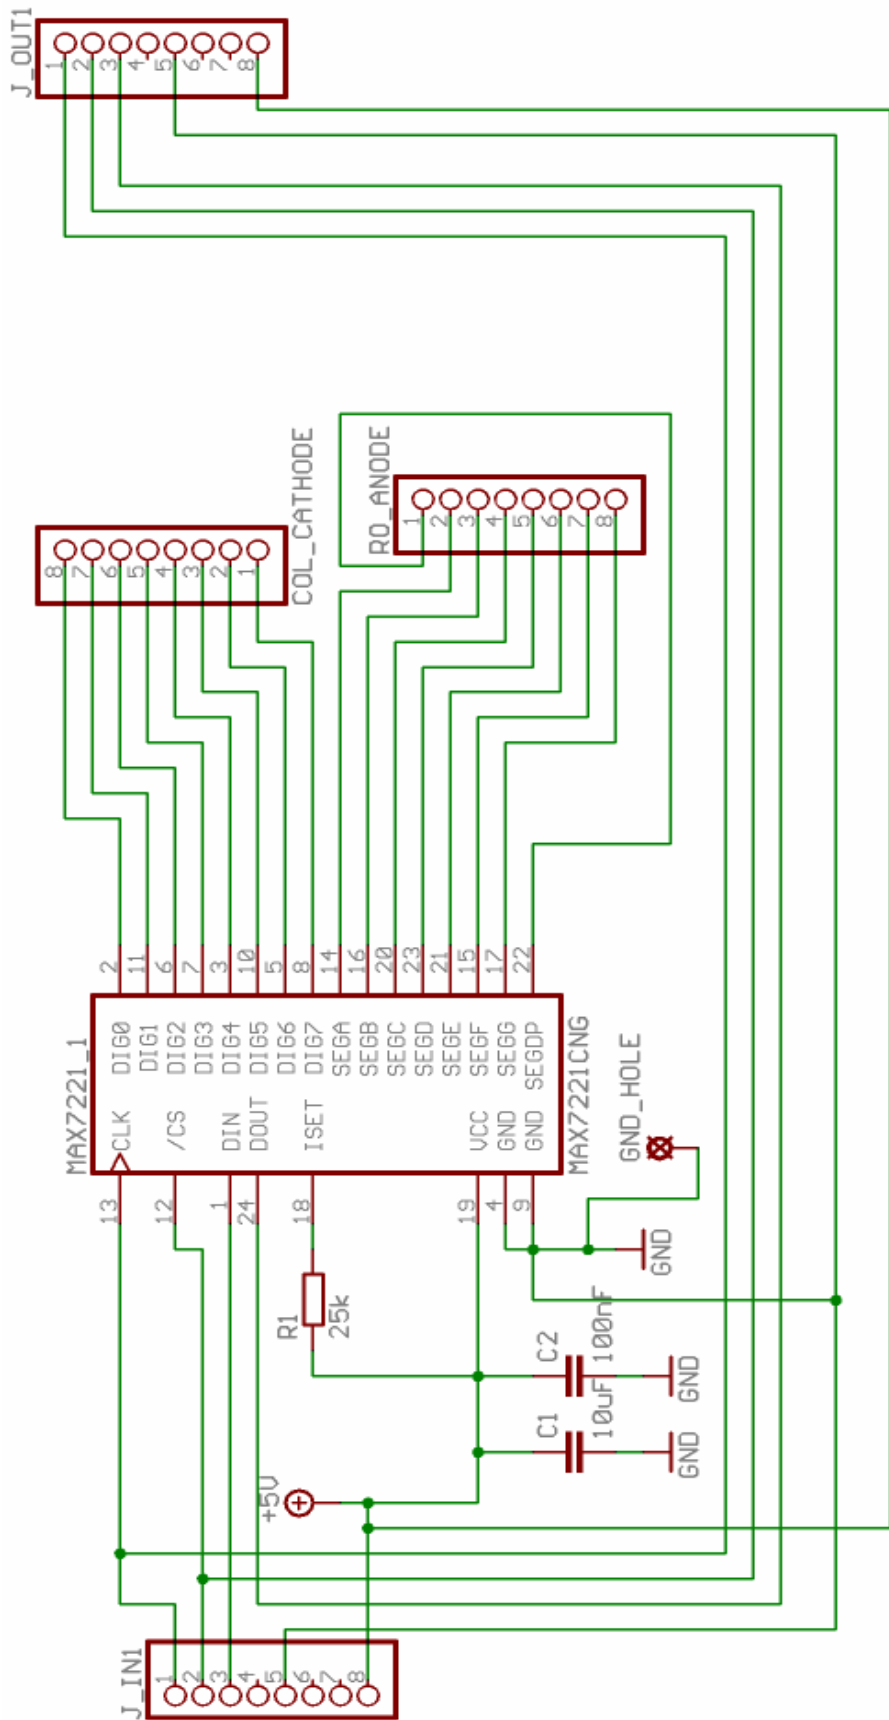 J_OUT1
1
2
3
4
5
6
7
8
COL_CATHODE
8
7
6
5
4
3
2
1
RO_ANODE
1
2
3
4
5
6
7
8
MAX7221_1
2
11
6
7
3
10
5
8
14
16
20
23
21
15
17
22
DIG0
DIG1
DIG2
DIG3
DIG4
DIG5
DIG6
DIG7
SEGA
SEGB
SEGC
SEGD
SEGE
SEGF
SEGG
SEGDP
CLK
/CS
DIN
DOUT
ISET
VCC
GND
GND
13
12
1
24
18
19
4
9
MAX7221CNG
GND_HOLE
GND
R1
25k
C2
100nF
GND
C1
10uF
GND
+5V
J_IN1
1
2
3
4
5
6
7
8